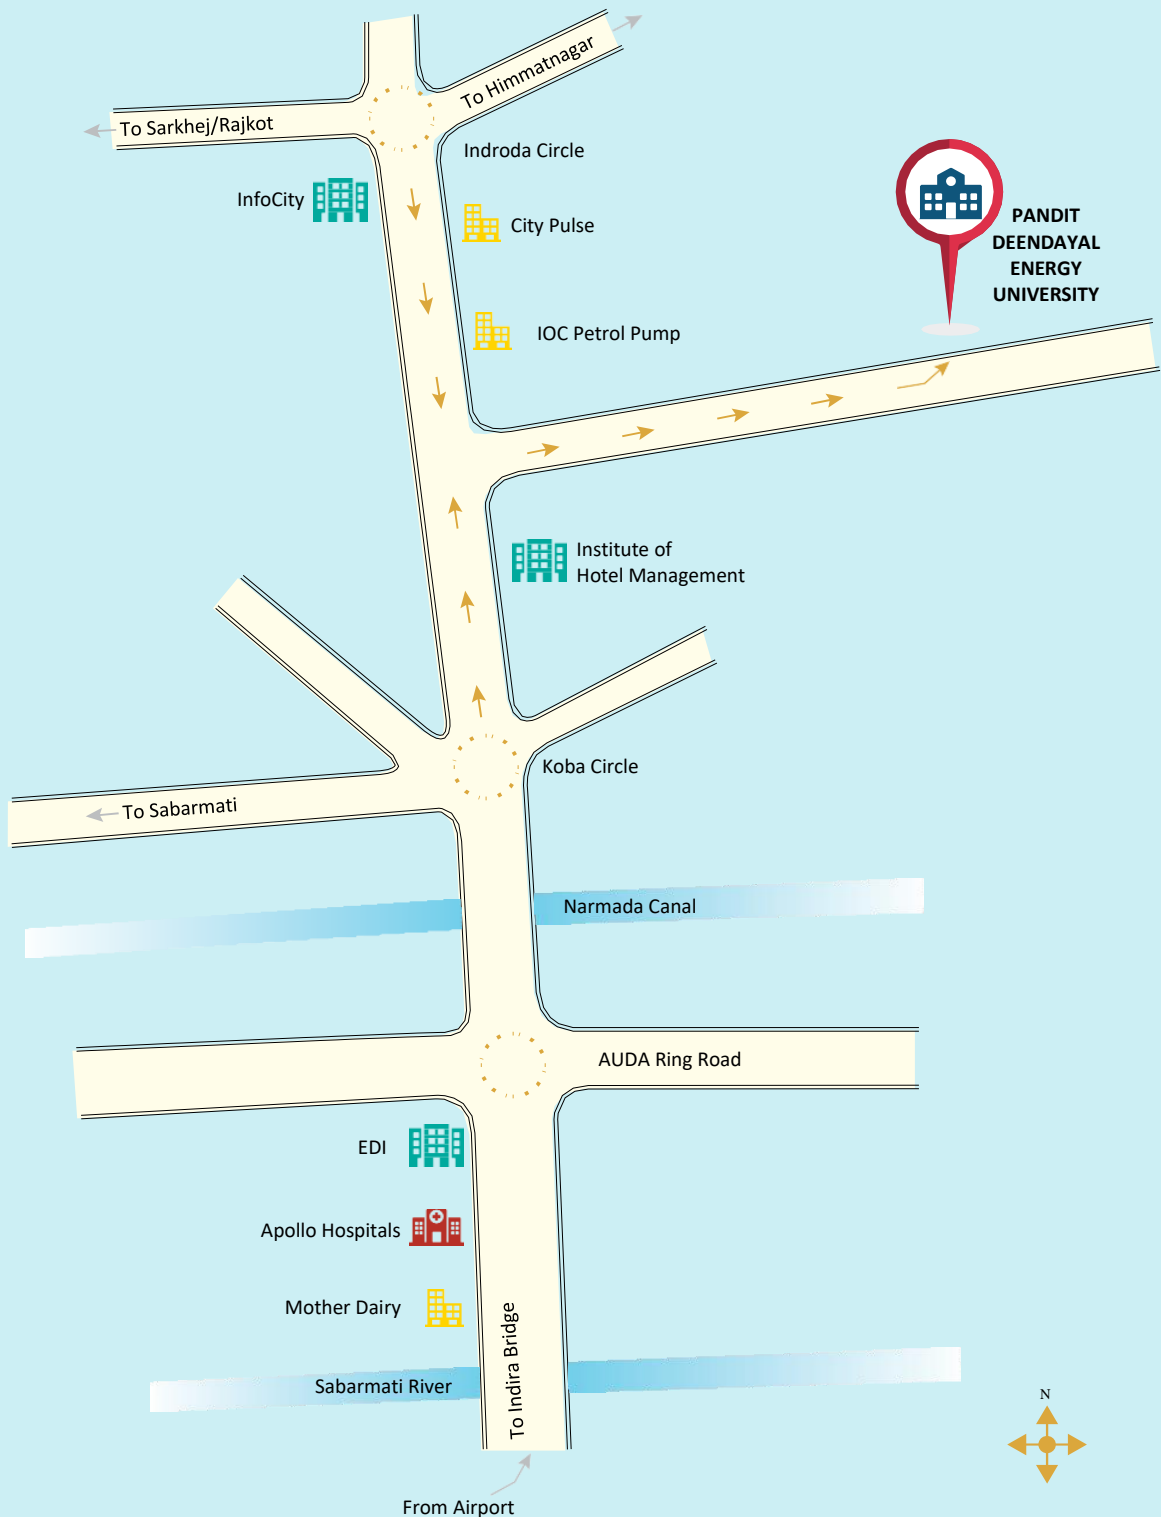 To Himmatnagar
To Sarkhej/Rajkot
Indroda Circle
InfoCity
City Pulse
PANDIT
DEENDAYAL
ENERGY
UNIVERSITY
IOC Petrol Pump
Institute of
Hotel Management
Koba Circle
To Sabarmati
Narmada Canal
AUDA Ring Road
EDI
Apollo Hospitals
Mother Dairy
To Indira Bridge
Sabarmati River
N
From Airport